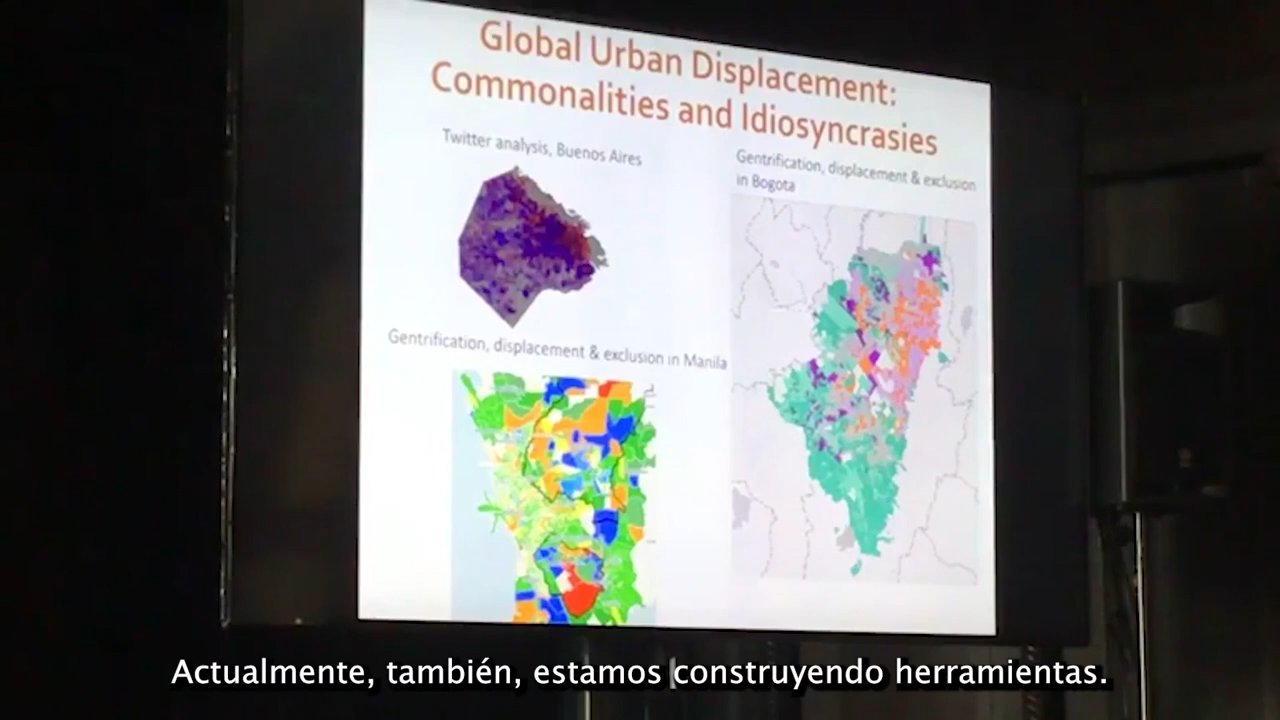 Global Urban Displacement:
Commonalities and Idiosyncrasies
Twitter analysis, Buenos Aires
Gentrification, displacement & exclusion
in Bogota
Gentrification, displacement & exclusion in Manila
Actualmente, también, estamos construyendo herramientas.